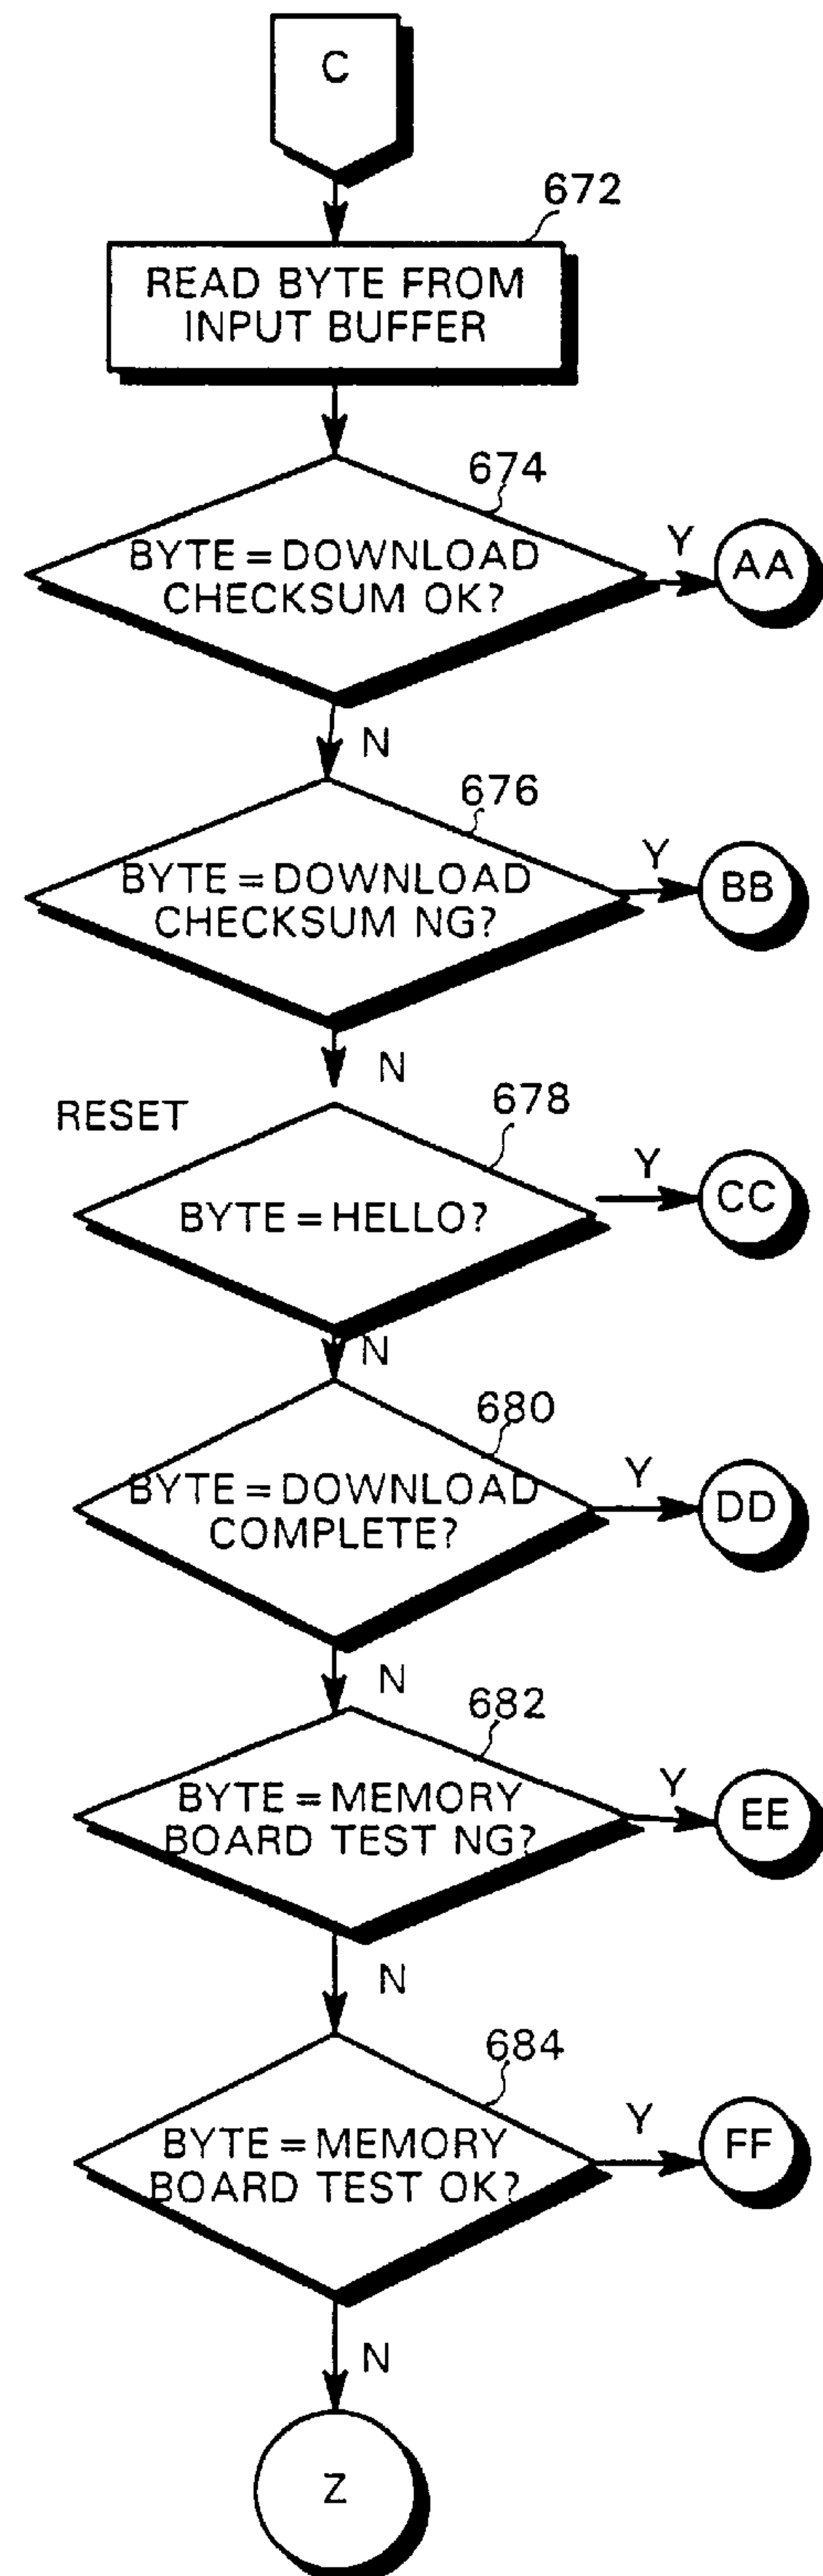 C
672
READ BYTE FROM
INPUT BUFFER
674
BYTE = DOWNLOAD
CHECKSUM OK?
Y
AA
N
676
BYTE = DOWNLOAD
CHECKSUM NG?
Y
BB
N
RESET
678
BYTE = HELLO?
Y
CC
N
680
BYTE = DOWNLOAD
COMPLETE?
Y
DD
N
682
BYTE = MEMORY
BOARD TEST NG?
Y
EE
N
684
BYTE = MEMORY
BOARD TEST OK?
Y
FF
N
Z